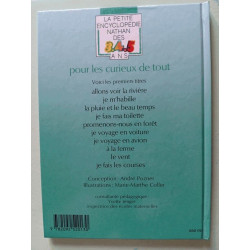 LA PETITE
ENCYCLOPÉDIE
NATHAN DES
3.4.5
ANS
pour les curieux de tout
Voici les premiers titres
allons voir la rivière
je m'habille
la pluie et le beau temps
je fais ma toilette
promenons-nous en forêt
je voyage en voiture
je voyage en avion
à la ferme
le vent
je fais les courses
Conception : André Pozner
Illustrations : Marie-Marthe Collin